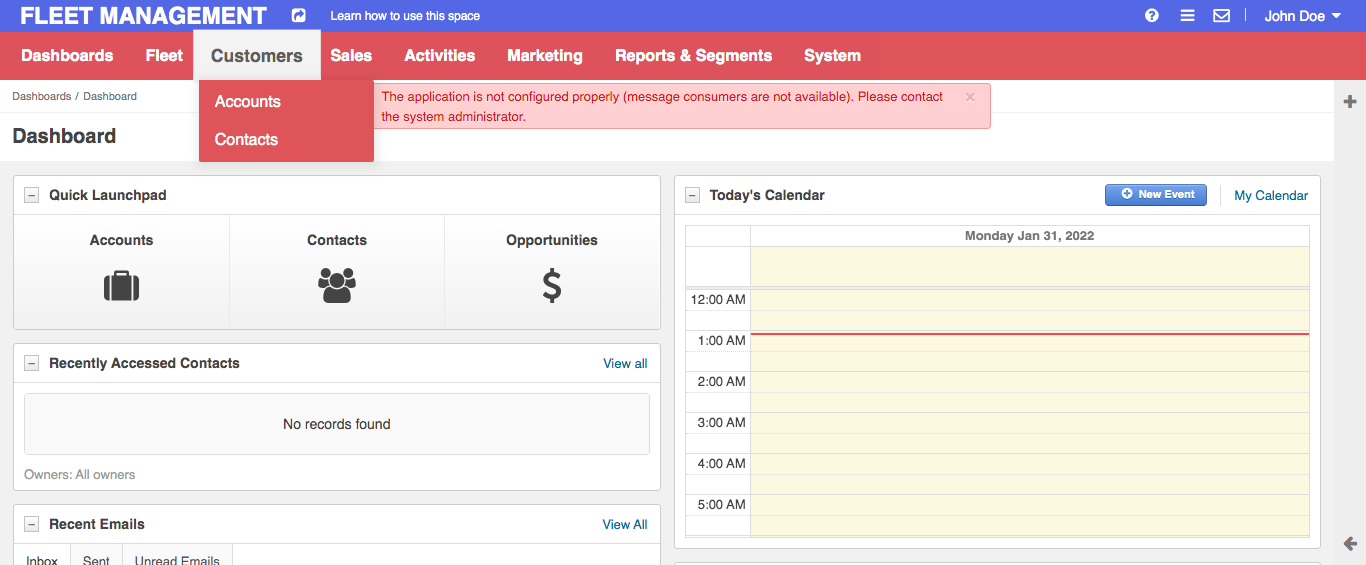 FLEET MANAGEMENT
Learn how to use this space
John Doe
Dashboards
Fleet
Customers
Sales
Activities
Marketing
Reports & Segments
System
Accounts
Contacts
Dashboards / Dashboard
The application is not configured properly (message consumers are not available). Please contact
the system administrator.
Dashboard
Quick Launchpad
Accounts
Contacts
Opportunities
Recently Accessed Contacts
View all
No records found
Owners: All owners
Recent Emails
View All
Inbox
Sent
Unread Emails
Today's Calendar
New Event
My Calendar
Monday Jan 31, 2022
12:00 AM
1:00 AM
2:00 AM
3:00 AM
4:00 AM
5:00 AM